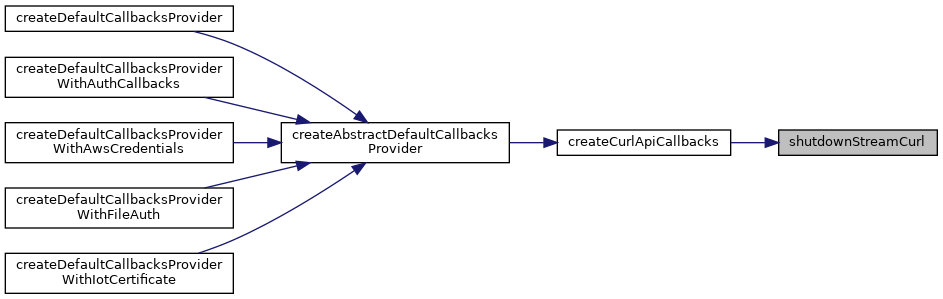 createDefaultCallbacksProvider
createDefaultCallbacksProvider
WithAuthCallbacks
createDefaultCallbacksProvider
WithAwsCredentials
createDefaultCallbacksProvider
WithFileAuth
createDefaultCallbacksProvider
WithIotCertificate
createAbstractDefaultCallbacks
Provider
createCurlApiCallbacks
shutdownStreamCurl